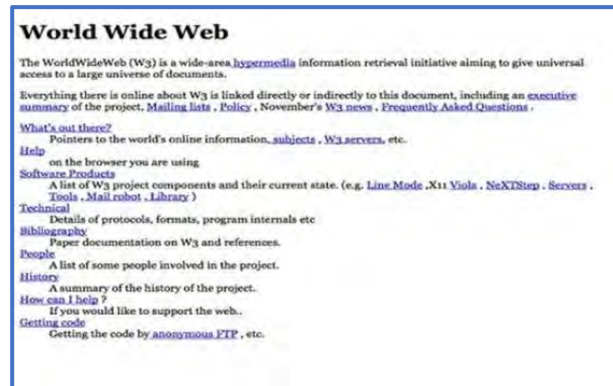 World Wide Web
The WorldWideWeb (W3) is a wide-area hypermedia information retrieval initiative aiming to give universal
access to a large universe of documents.
Everything there is online about W3 is linked directly or indirectly to this document, including an executive
summary of the project, Mailing lists , Policy , November's W3 news , Frequently Asked Questions .
What's out there?
Pointers to the world's online information, subjects , W3 servers, etc.
Help
on the browser you are using
Software Products
A list of W3 project components and their current state. (e.g. Line Mode ,X11 Viola , NeXTStep , Servers ,
Tools , Mail robot , Library )
Technical
Details of protocols, formats, program internals etc
Bibliography
Paper documentation on W3 and references.
People
A list of some people involved in the project.
History
A summary of the history of the project.
How can I help ?
If you would like to support the web..
Getting code
Getting the code by anonymous FTP , etc.